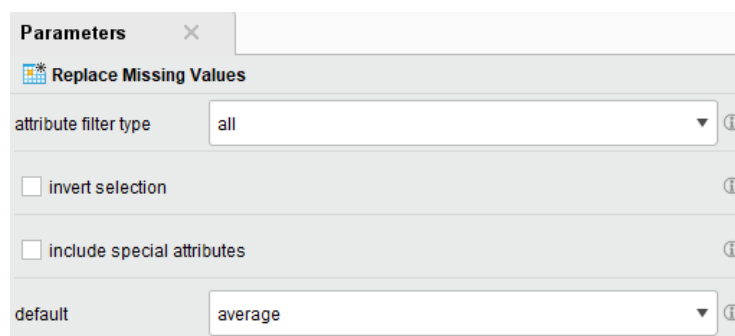 Parameters
Replace Missing Values
attribute filter type all
invert selection
include special attributes
default average